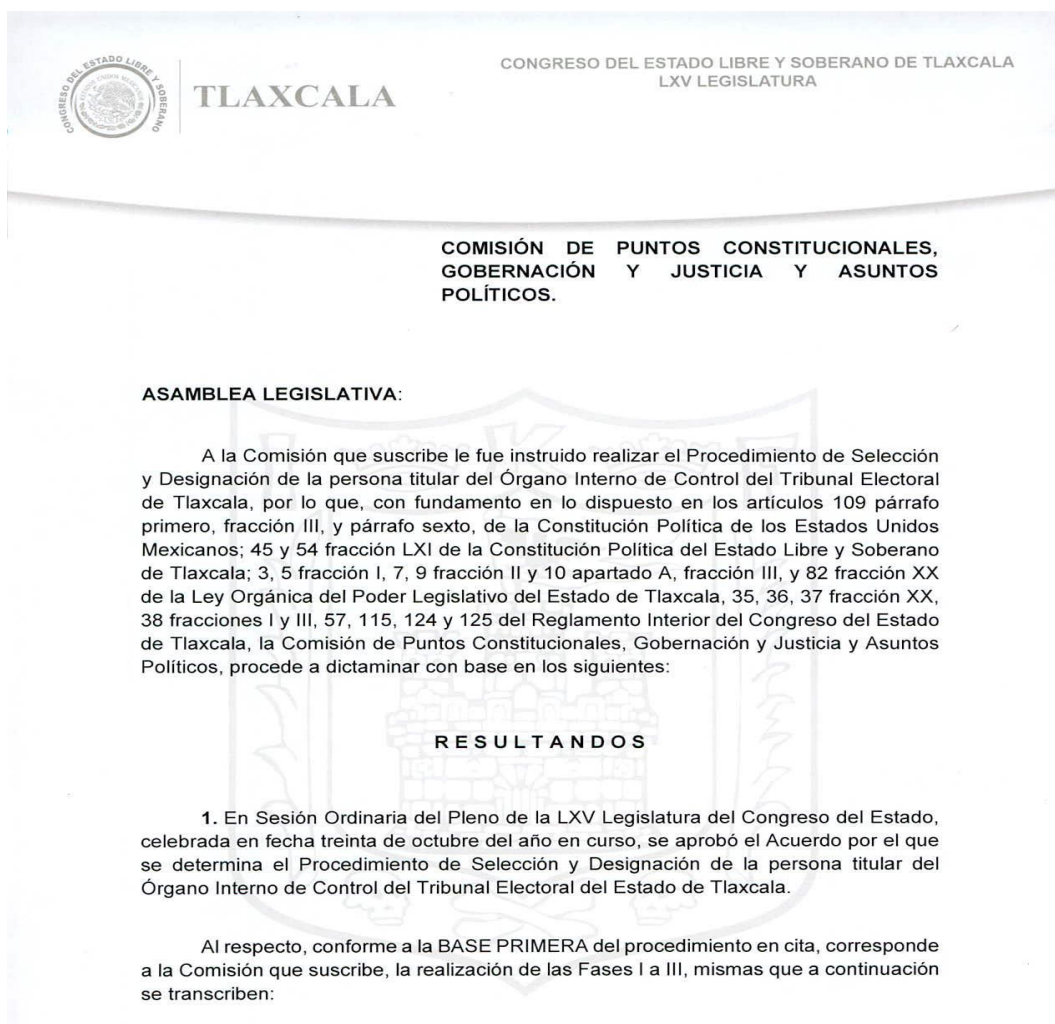 CONGRESO DEL ESTADO LIBRE Y SOBERANO
TLAXCALA
CONGRESO DEL ESTADO LIBRE Y SOBERANO DE TLAXCALA
LXV LEGISLATURA
COMISIÓN DE PUNTOS CONSTITUCIONALES,
GOBERNACIÓN Y JUSTICIA Y ASUNTOS
POLÍTICOS.
ASAMBLEA LEGISLATIVA:
A la Comisión que suscribe le fue instruido realizar el Procedimiento de Selección
y Designación de la persona titular del Órgano Interno de Control del Tribunal Electoral
de Tlaxcala, por lo que, con fundamento en lo dispuesto en los artículos 109 párrafo
primero, fracción III, y párrafo sexto, de la Constitución Política de los Estados Unidos
Mexicanos; 45 y 54 fracción LXI de la Constitución Política del Estado Libre y Soberano
de Tlaxcala; 3, 5 fracción I, 7, 9 fracción II y 10 apartado A, fracción III, y 82 fracción XX
de la Ley Orgánica del Poder Legislativo del Estado de Tlaxcala, 35, 36, 37 fracción XX,
38 fracciones I y III, 57, 115, 124 y 125 del Reglamento Interior del Congreso del Estado
de Tlaxcala, la Comisión de Puntos Constitucionales, Gobernación y Justicia y Asuntos
Políticos, procede a dictaminar con base en los siguientes:
R E S U L T A N D O S
1. En Sesión Ordinaria del Pleno de la LXV Legislatura del Congreso del Estado,
celebrada en fecha treinta de octubre del año en curso, se aprobó el Acuerdo por el que
se determina el Procedimiento de Selección y Designación de la persona titular del
Órgano Interno de Control del Tribunal Electoral del Estado de Tlaxcala.
Al respecto, conforme a la BASE PRIMERA del procedimiento en cita, corresponde
a la Comisión que suscribe, la realización de las Fases I a III, mismas que a continuación
se transcriben: